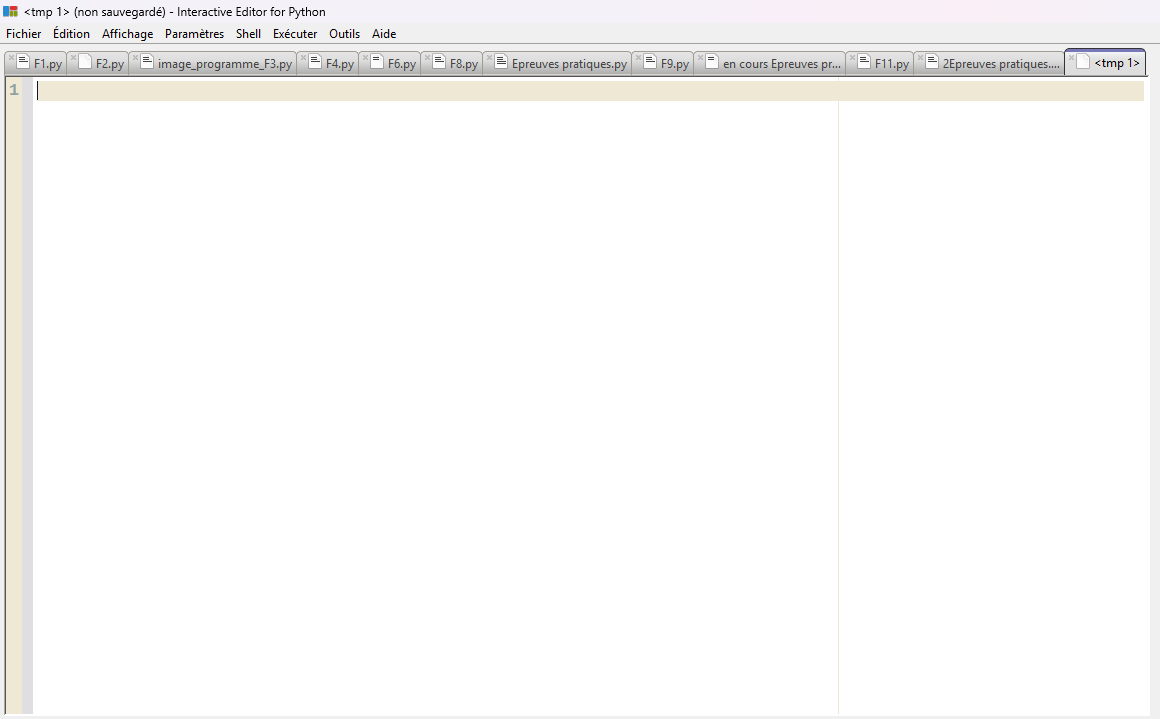 <tmp 1> (non sauvegardé) - Interactive Editor for Python
Fichier Édition Affichage Paramètres Shell Exécuter Outils Aide
F1.py F2.py image_programme_F3.py F4.py F6.py F8.py Epreuves pratiques.py F9.py en cours Epreuves pr... F11.py 2Epreuves pratiques.... <tmp 1>
1